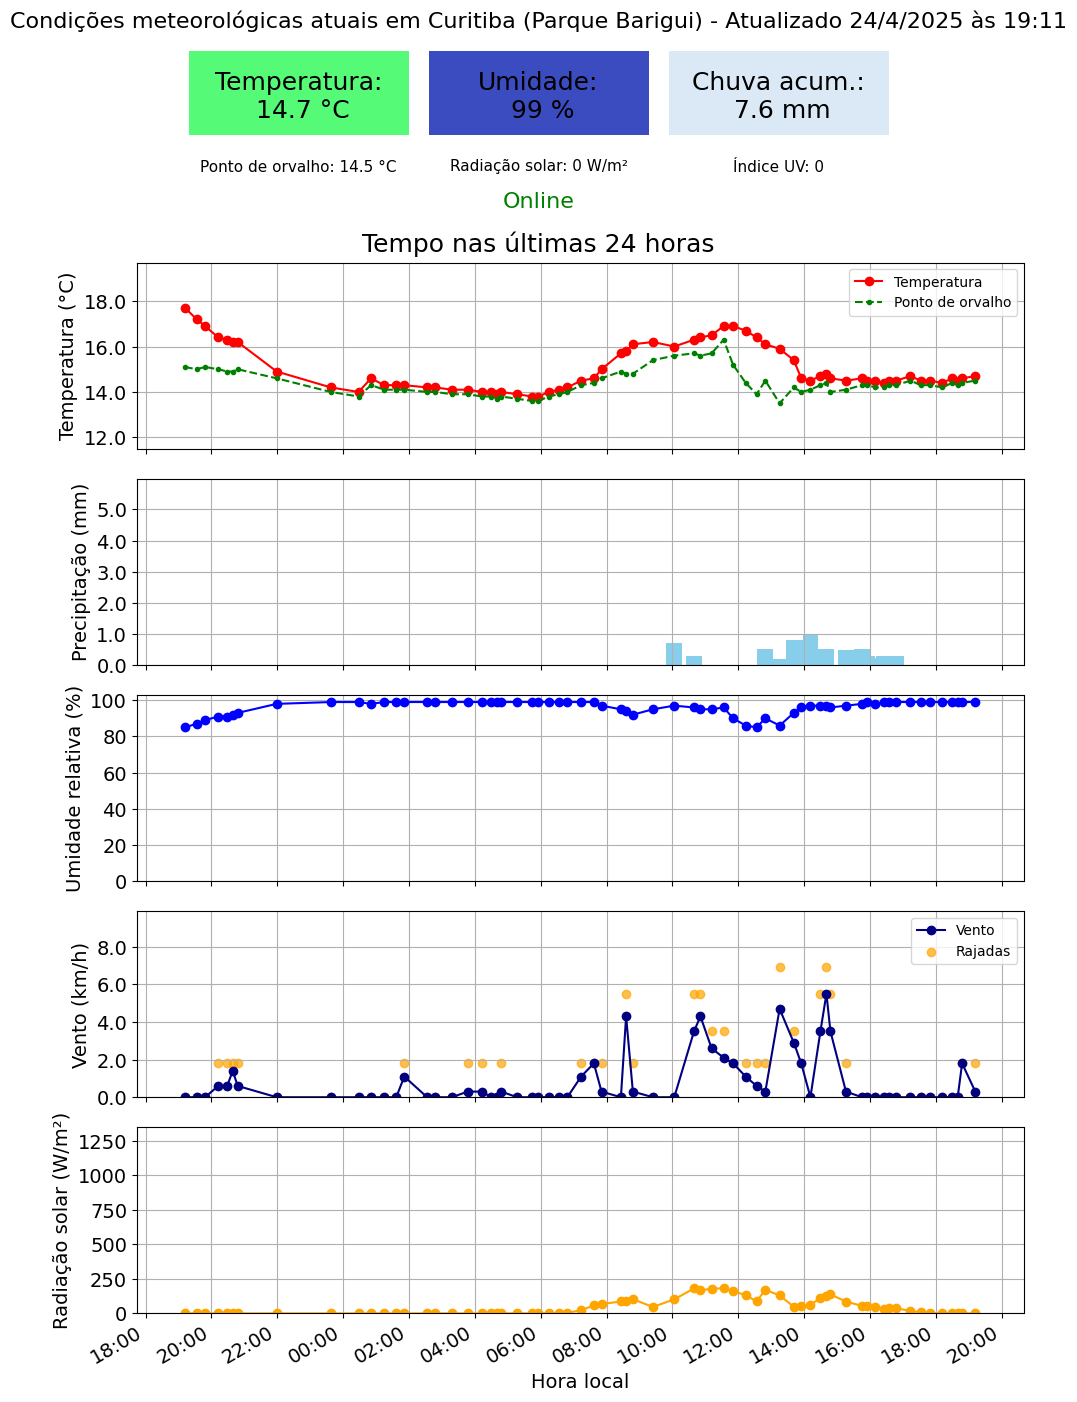 Condições meteorológicas atuais em Curitiba (Parque Barigui) - Atualizado 24/4/2025 às 19:11
Temperatura:
14.7 °C
Umidade:
99 %
Chuva acum.:
7.6 mm
Ponto de orvalho: 14.5 °C
Radiação solar: 0 W/m²
Índice UV: 0
Online
Tempo nas últimas 24 horas
Temperatura (°C)
18.0
16.0
14.0
12.0
Temperatura
Ponto de orvalho
Precipitação (mm)
5.0
4.0
3.0
2.0
1.0
0.0
Umidade relativa (%)
100
80
60
40
20
0
Vento (km/h)
8.0
6.0
4.0
2.0
0.0
Vento
Rajadas
Radiação solar (W/m²)
1250
1000
750
500
250
0
18:00
20:00
22:00
00:00
02:00
04:00
06:00
08:00
10:00
12:00
14:00
16:00
18:00
20:00
Hora local